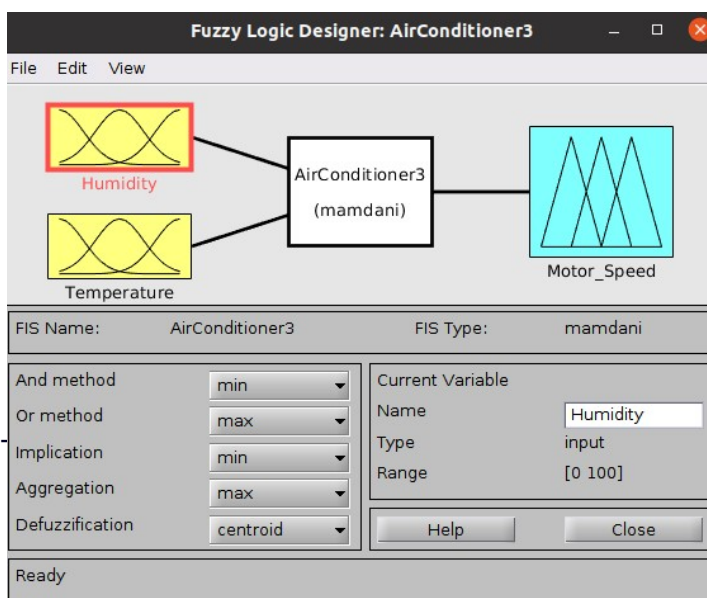 Fuzzy Logic Designer: AirConditioner3
File Edit View
Humidity
Temperature
AirConditioner3
(mamdani)
Motor_Speed
FIS Name: AirConditioner3 FIS Type: mamdani
And method min
Or method max
Implication min
Aggregation max
Defuzzification centroid
Current Variable
Name Humidity
Type input
Range [0 100]
Help Close
Ready